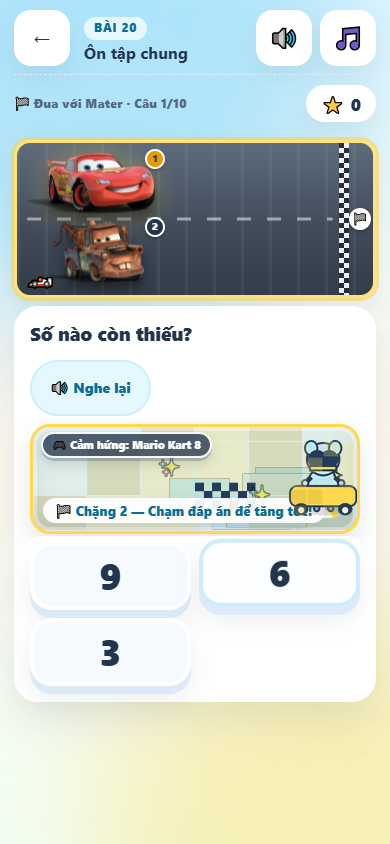 ←
BÀI 20
Ôn tập chung
Đua với Mater · Câu 1/10
0
1
2
Số nào còn thiếu?
Nghe lại
Cảm hứng: Mario Kart 8
Chặng 2 — Chạm đáp án để tăng tốc!
9
6
3